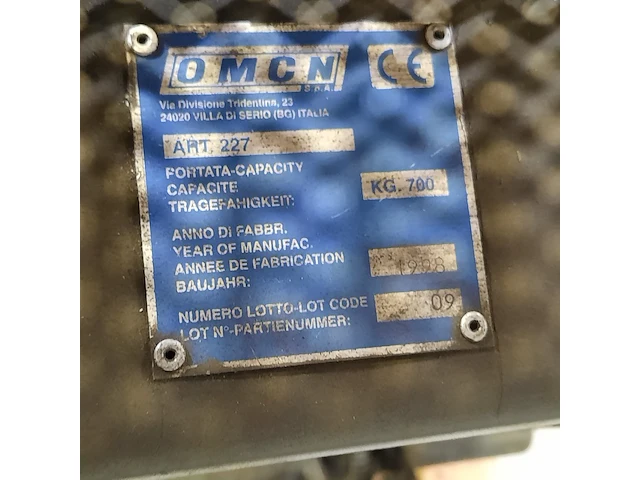 OMCN
S.p.A.
CE
Via Divisione Tridentina, 23
24020 VILLA DI SERIO (BG) ITALIA
ART. 227
PORTATA-CAPACITY
CAPACITE
TRAGEFAHIGKEIT:
KG. 700
ANNO DI FABBR.
YEAR OF MANUFAC.
ANNEE DE FABRICATION
BAUJAHR:
1998
NUMERO LOTTO-LOT CODE
LOT N°-PARTIENUMMER:
09